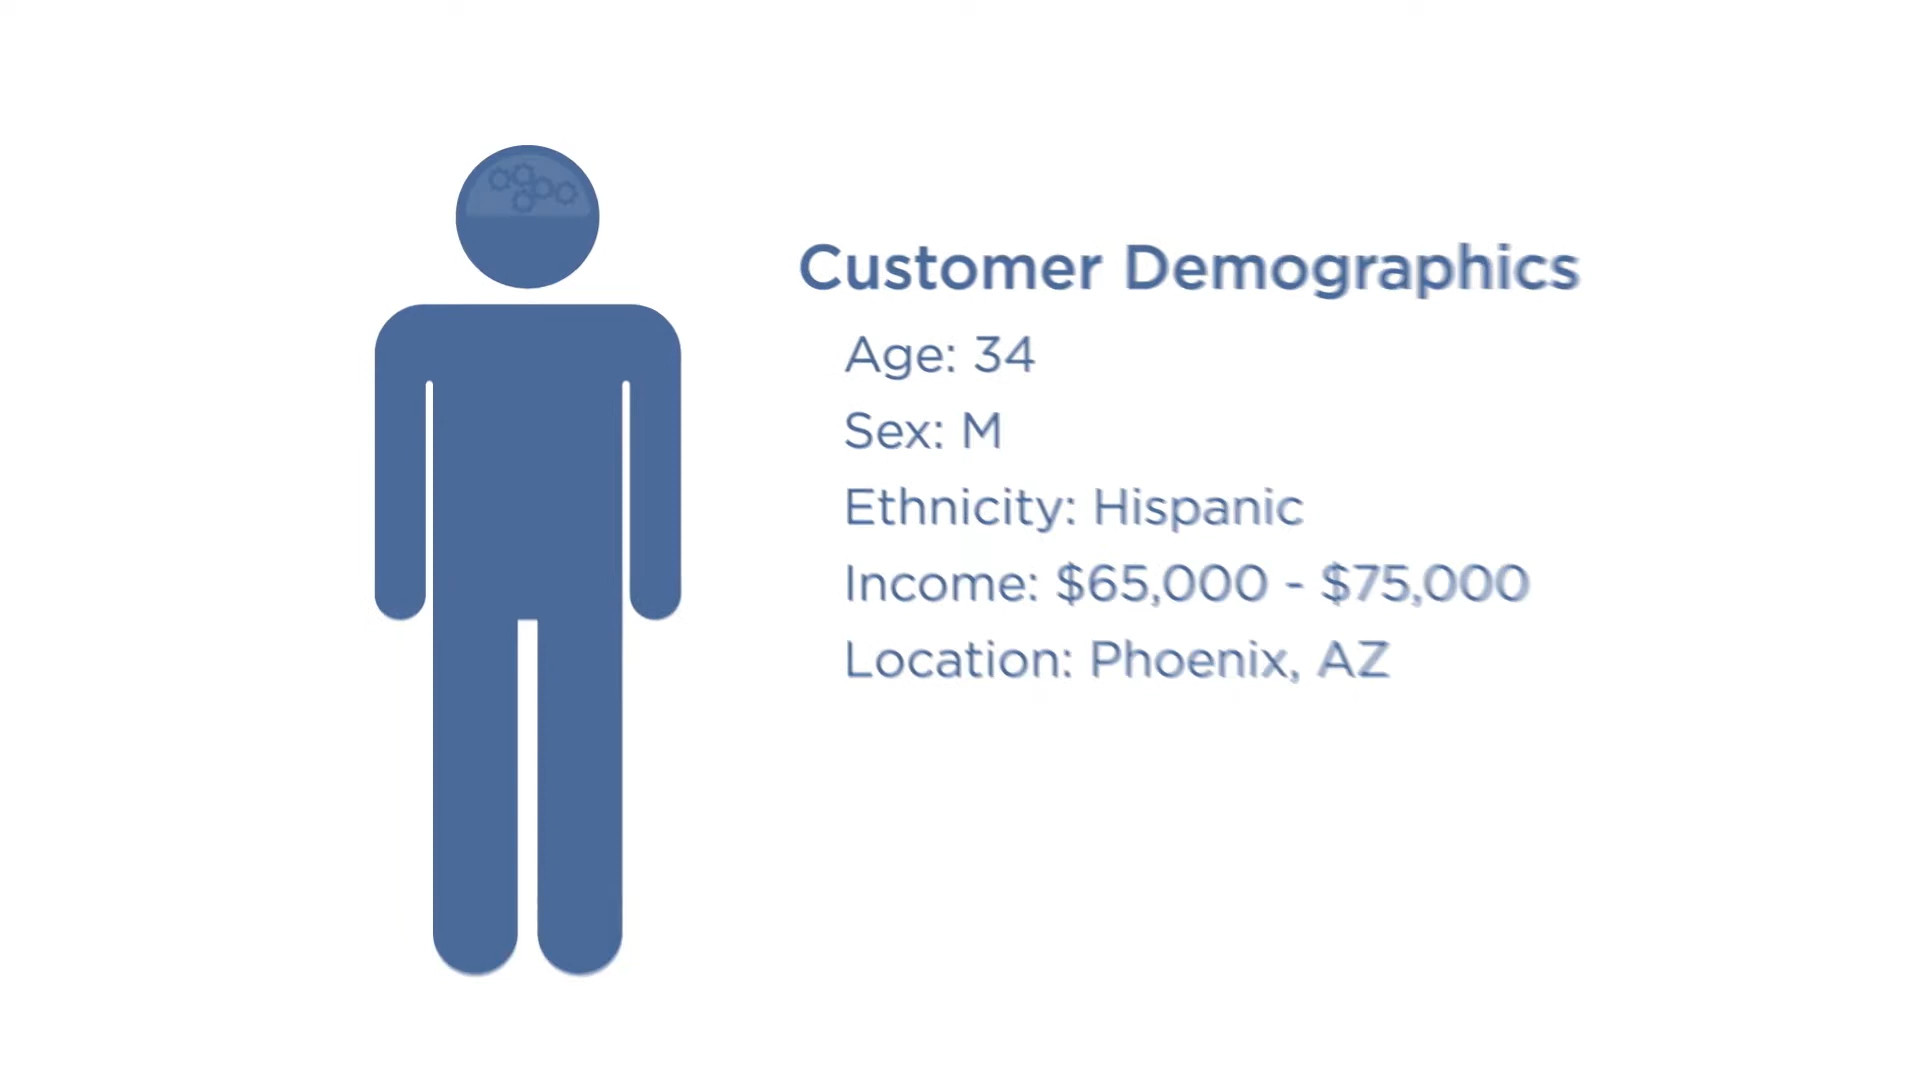 Customer Demographics
Age: 34
Sex: M
Ethnicity: Hispanic
Income: $65,000 - $75,000
Location: Phoenix, AZ